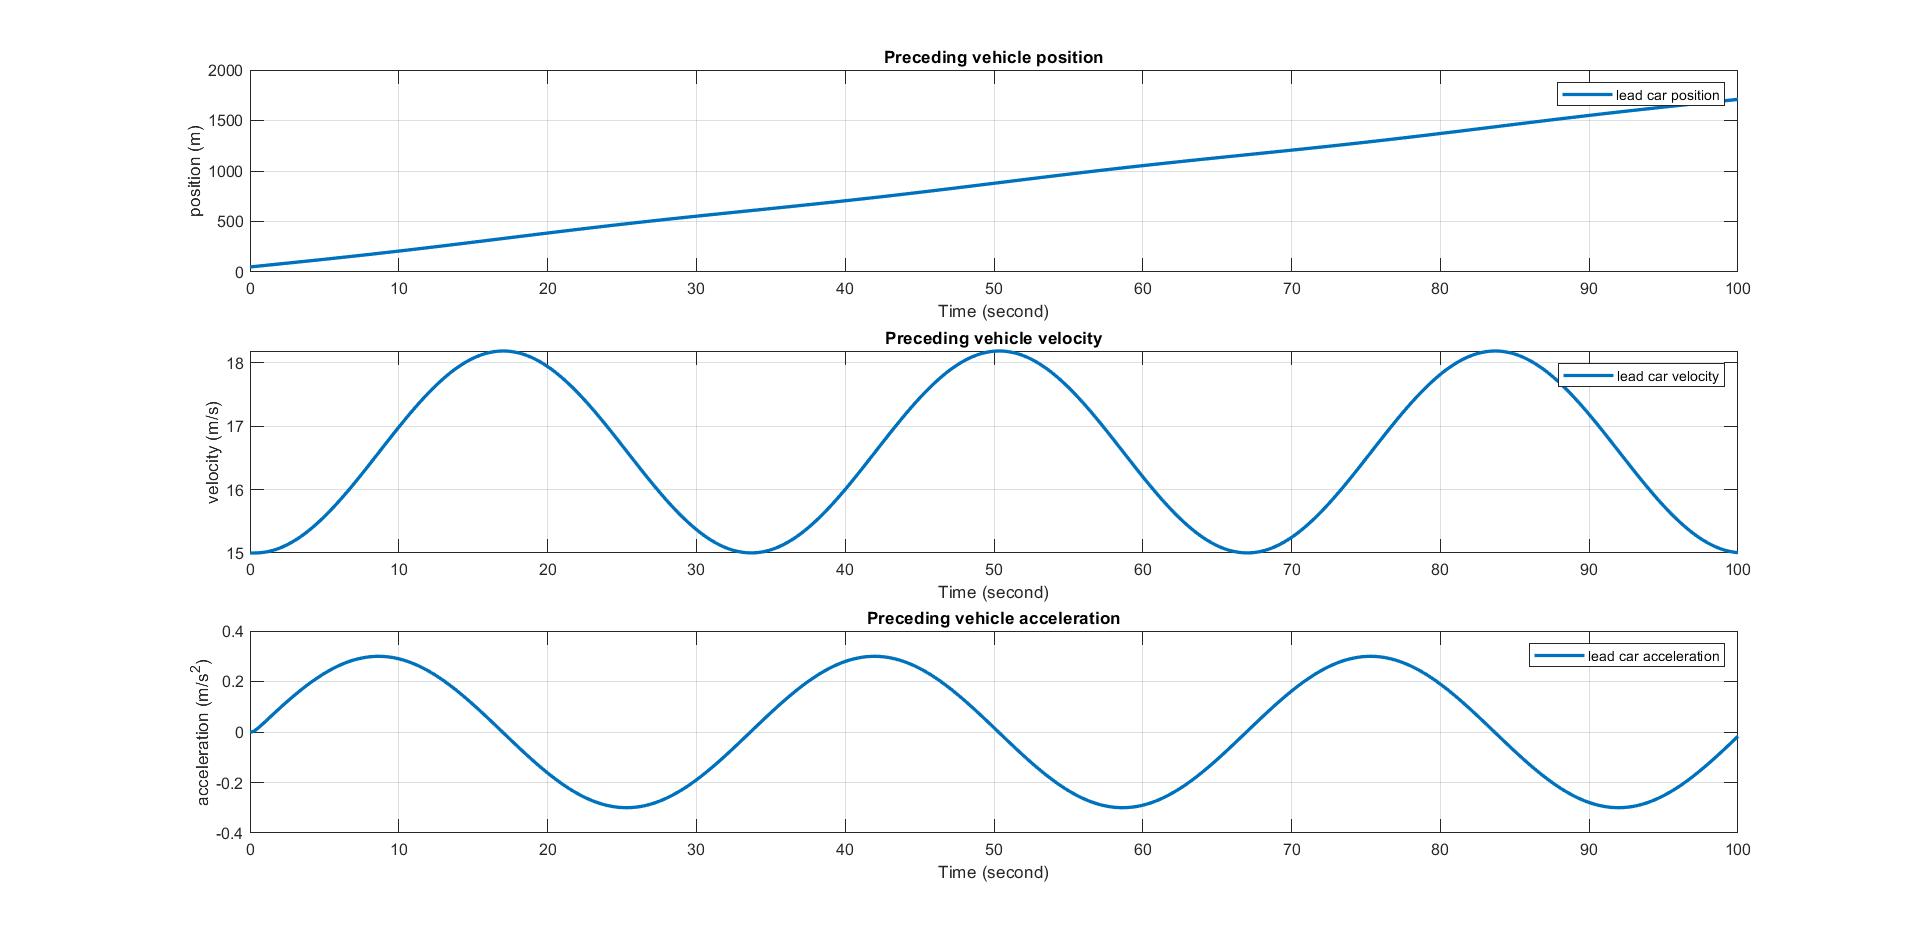 Preceding vehicle position
2000
1500
1000
500
0
position (m)
lead car position
0 10 20 30 40 50 60 70 80 90 100
Time (second)
Preceding vehicle velocity
18
17
16
15
velocity (m/s)
lead car velocity
0 10 20 30 40 50 60 70 80 90 100
Time (second)
Preceding vehicle acceleration
0.4
0.2
0
-0.2
-0.4
acceleration (m/s²)
lead car acceleration
0 10 20 30 40 50 60 70 80 90 100
Time (second)